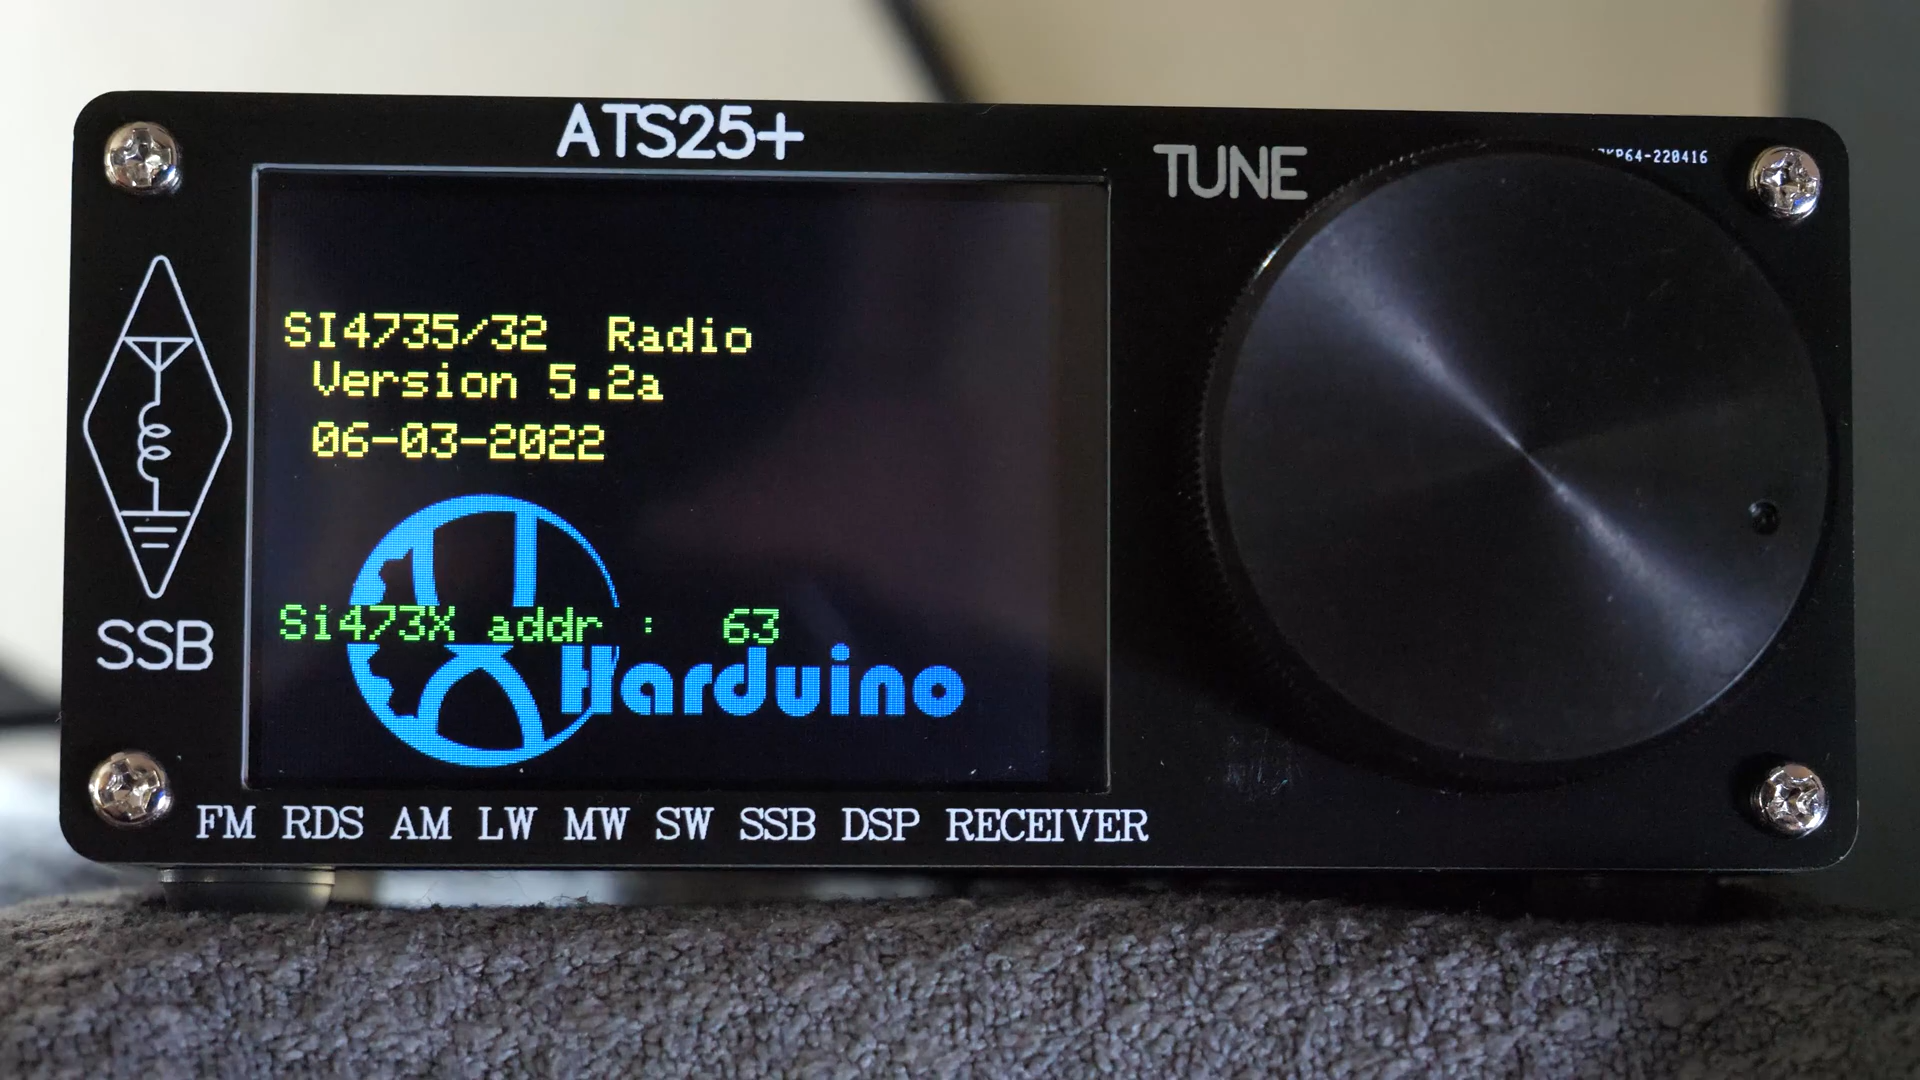 ATS25+
TUNE
SI4735/32 Radio
Version 5.2a
06-03-2022
Si473X addr : 63
Harduino
SSB
FM RDS AM LW MW SW SSB DSP RECEIVER